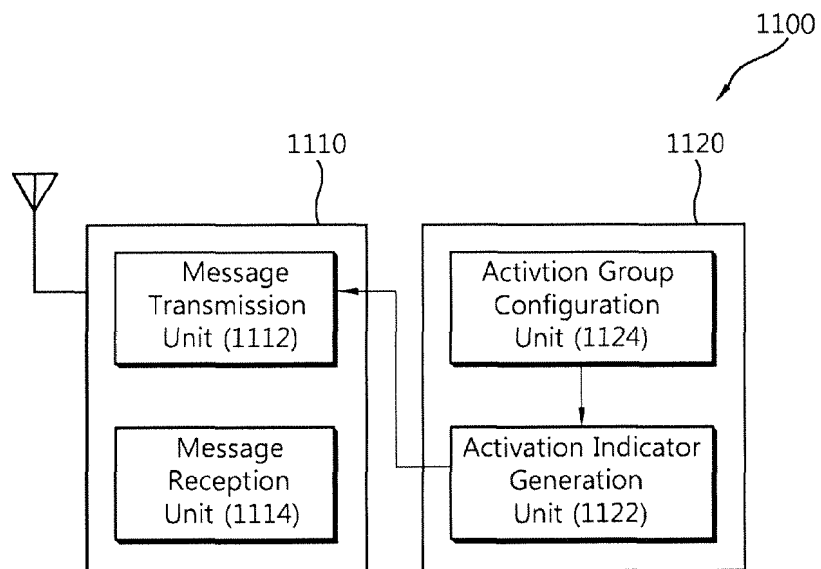 1100
1110
1120
Message
Transmission
Unit (1112)
Activtion Group
Configuration
Unit (1124)
Message
Reception
Unit (1114)
Activation Indicator
Generation
Unit (1122)